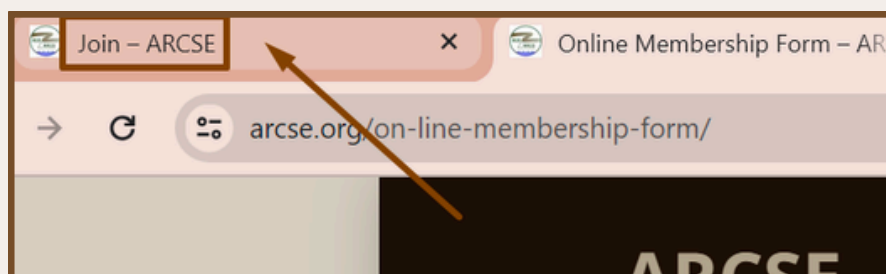 Join – ARCSE
Online Membership Form – AR
arcse.org/on-line-membership-form/
ARCSE